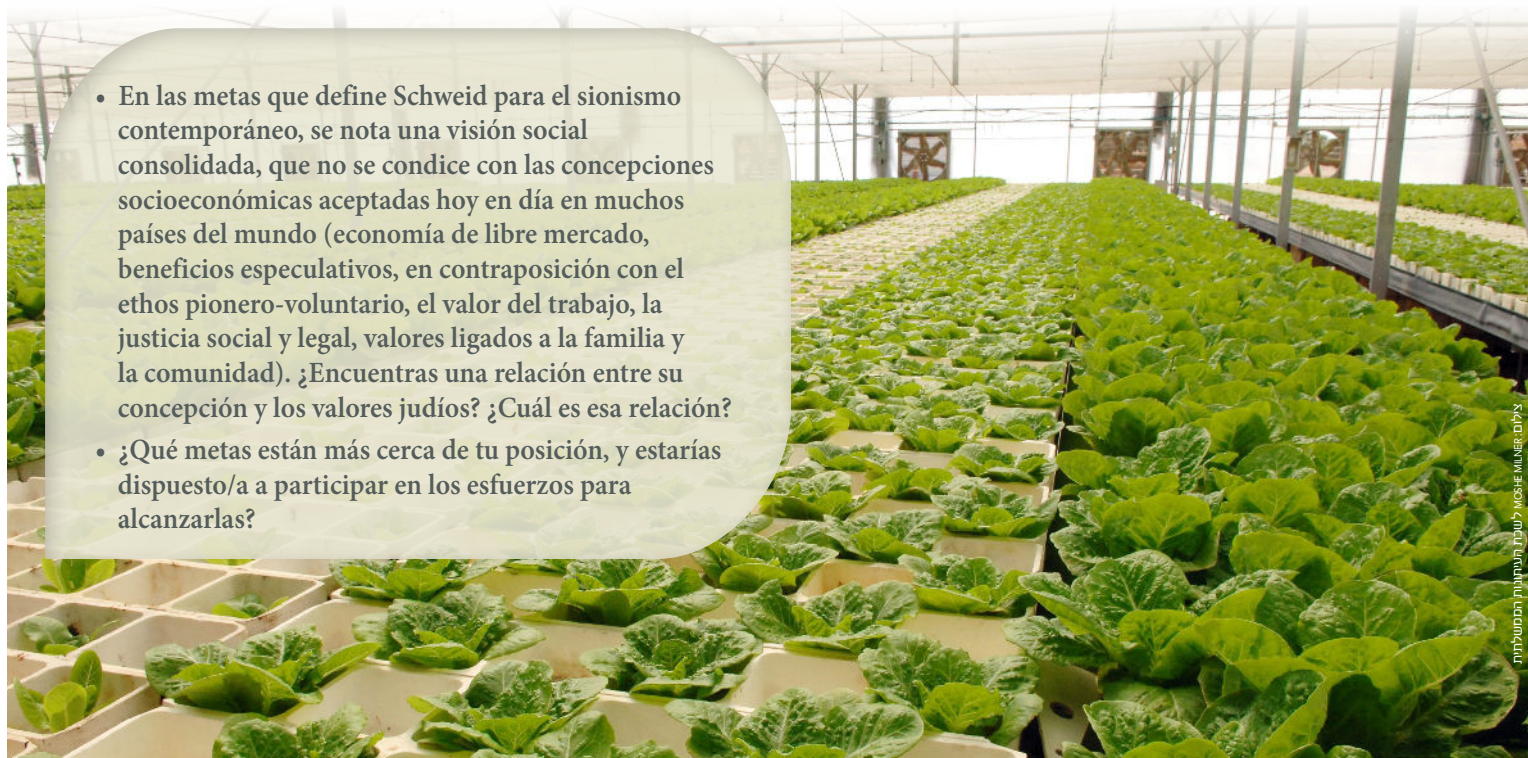 • En las metas que define Schweid para el sionismo
contemporáneo, se nota una visión social
consolidada, que no se condice con las concepciones
socioeconómicas aceptadas hoy en día en muchos
países del mundo (economía de libre mercado,
beneficios especulativos, en contraposición con el
ethos pionero-voluntario, el valor del trabajo, la
justicia social y legal, valores ligados a la familia y
la comunidad). ¿Encuentras una relación entre su
concepción y los valores judíos? ¿Cuál es esa relación?
• ¿Qué metas están más cerca de tu posición, y estarías
dispuesto/a a participar en los esfuerzos para
alcanzarlas?
צילום: MOSHE MILNER לשכת העיתונות הממשלתית